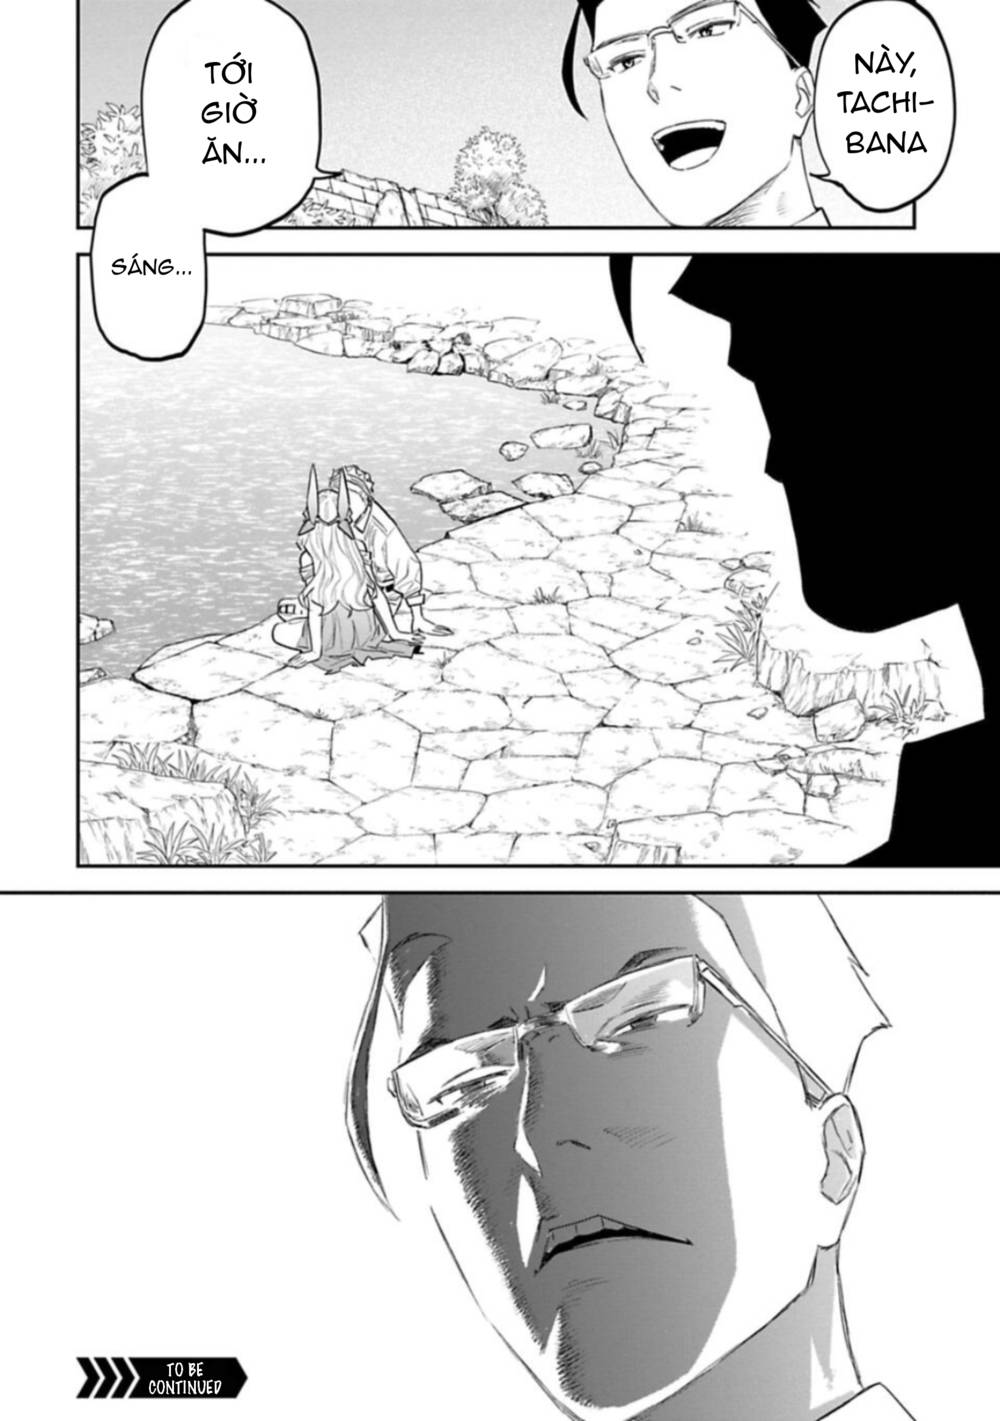 NÀY,
TACHI-
BANA
TỚI
GIỜ
ĂN...
SÁNG...
TO BE
CONTINUED